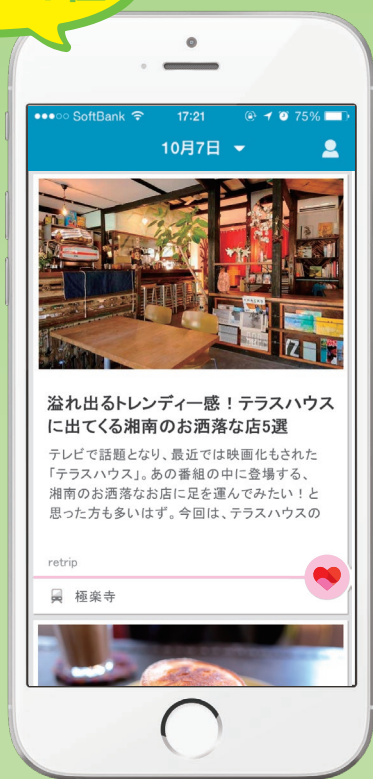 SoftBank 17:21 75%
10月7日
溢れ出るトレンディー感！テラスハウス
に出てくる湘南のお洒落な店5選
テレビで話題となり、最近では映画化もされた
「テラスハウス」。あの番組の中に登場する、
湘南のお洒落なお店に足を運んでみたい！と
思った方も多いはず。今回は、テラスハウスの
retrip
極楽寺